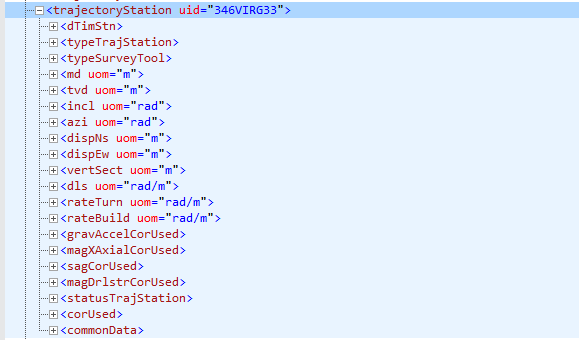 <trajectoryStation uid="346VIRG33">
<dTimStn>
<typeTrajStation>
<typeSurveyTool>
<md uom="m">
<tvd uom="m">
<incl uom="rad">
<azi uom="rad">
<dispNs uom="m">
<dispEw uom="m">
<vertSect uom="m">
<dls uom="rad/m">
<rateTurn uom="rad/m">
<rateBuild uom="rad/m">
<gravAccelCorUsed>
<magXAxialCorUsed>
<sagCorUsed>
<magDrlstrCorUsed>
<statusTrajStation>
<corUsed>
<commonData>